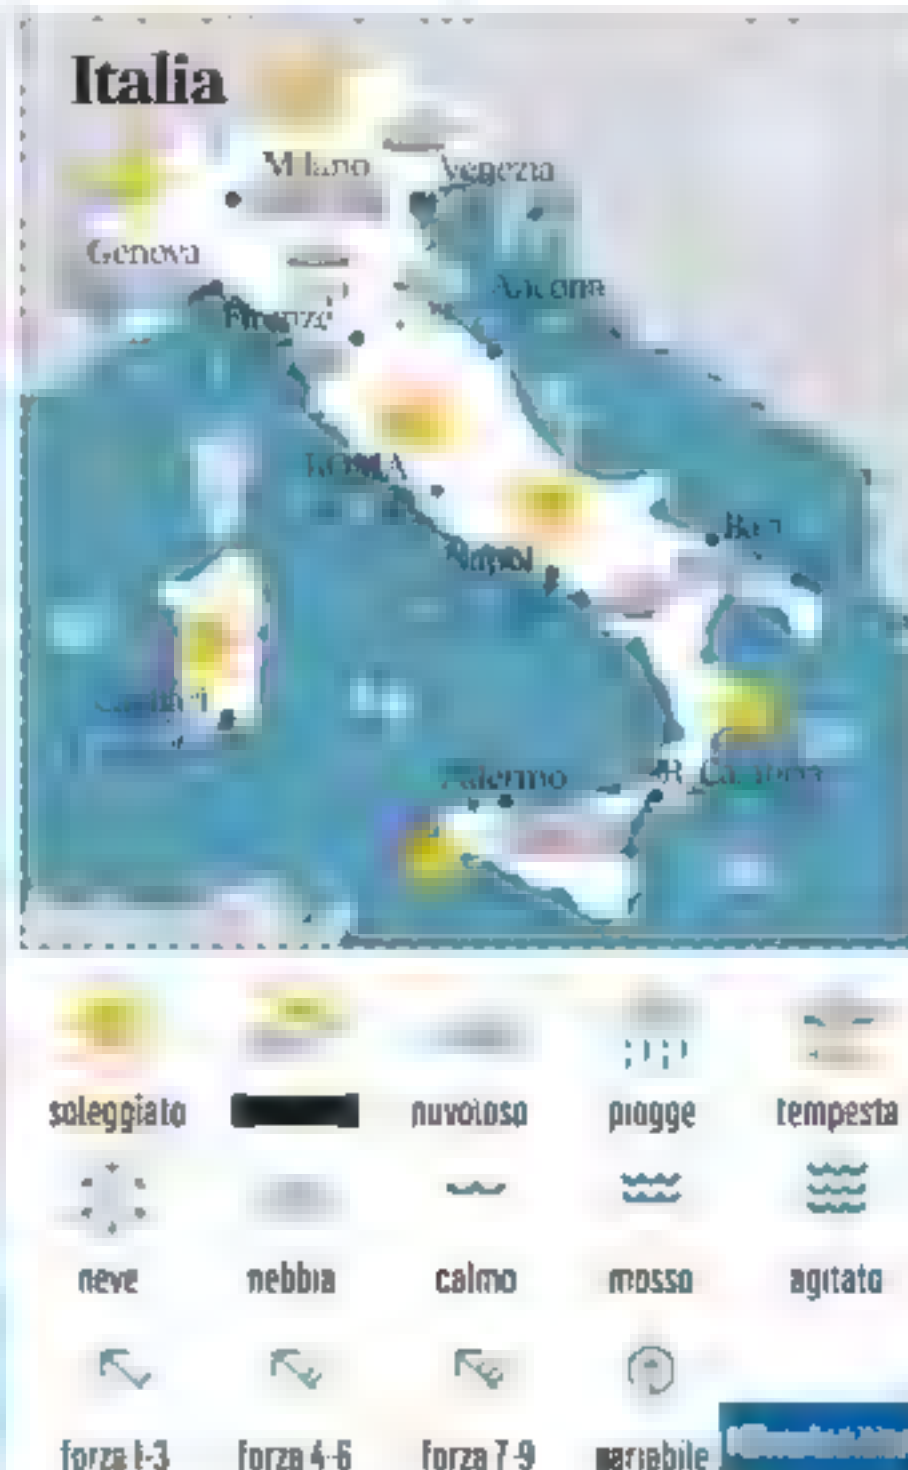 Italia
Milano Venezia
Genova
Ancona
Firenze
ROMA
Bari
Napoli
Cagliari
Palermo R. Calabria
soleggiato nuvoloso piogge tempesta
neve nebbia calmo mosso agitato
forza 1-3 forza 4-6 forza 7-9 variabile